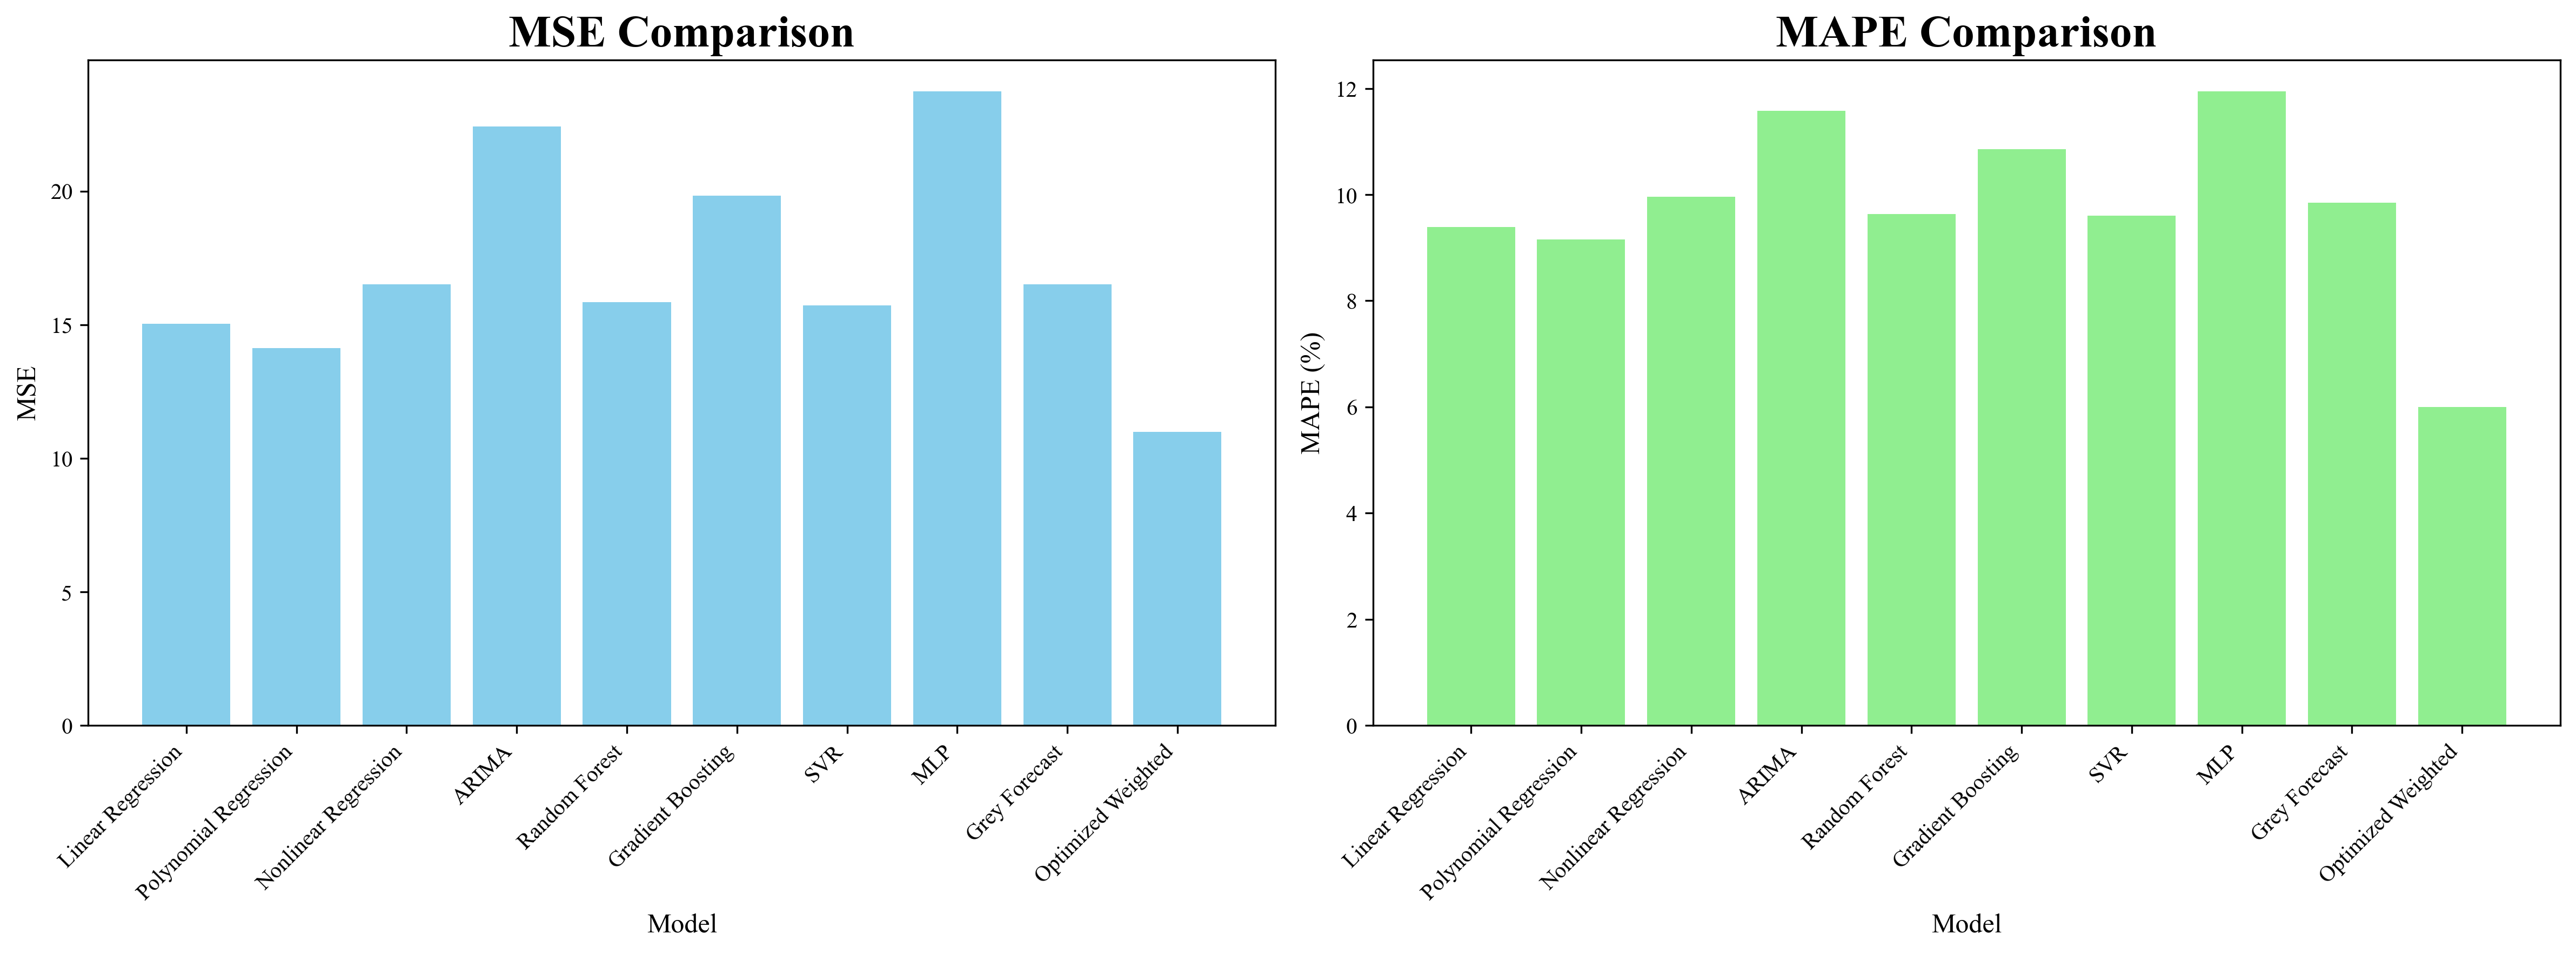 MSE Comparison
MSE
20
15
10
5
0
Linear Regression
Polynomial Regression
Nonlinear Regression
ARIMA
Random Forest
Gradient Boosting
SVR
MLP
Grey Forecast
Optimized Weighted
Model
MAPE Comparison
MAPE (%)
12
10
8
6
4
2
0
Linear Regression
Polynomial Regression
Nonlinear Regression
ARIMA
Random Forest
Gradient Boosting
SVR
MLP
Grey Forecast
Optimized Weighted
Model